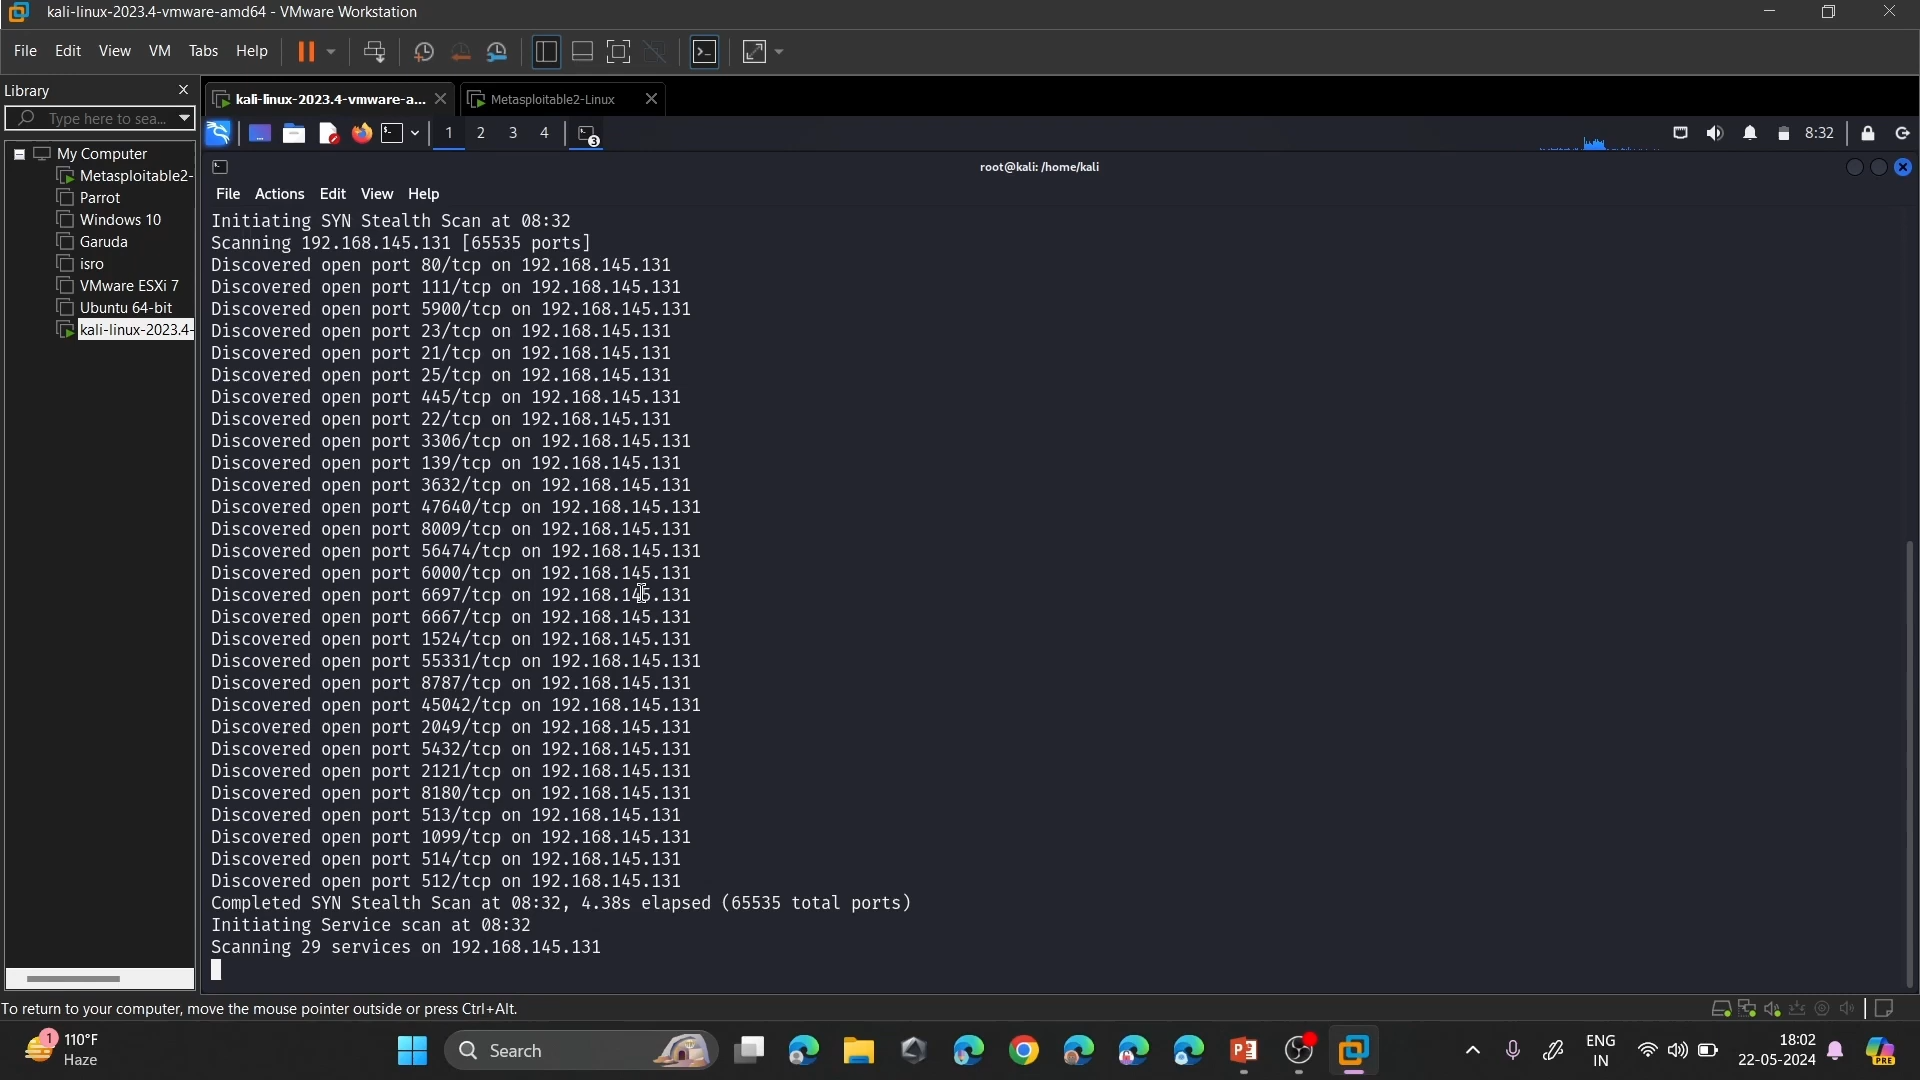 kali-linux-2023.4-vmware-amd64 - VMware Workstation
File Edit View VM Tabs Help
Library
Type here to sea...
My Computer
Metasploitable2-
Parrot
Windows 10
Garuda
isro
VMware ESXi 7
Ubuntu 64-bit
kali-linux-2023.4-
kali-linux-2023.4-vmware-a...
Metasploitable2-Linux
1 2 3 4 3
8:32
root@kali: /home/kali
File Actions Edit View Help
Initiating SYN Stealth Scan at 08:32
Scanning 192.168.145.131 [65535 ports]
Discovered open port 80/tcp on 192.168.145.131
Discovered open port 111/tcp on 192.168.145.131
Discovered open port 5900/tcp on 192.168.145.131
Discovered open port 23/tcp on 192.168.145.131
Discovered open port 21/tcp on 192.168.145.131
Discovered open port 25/tcp on 192.168.145.131
Discovered open port 445/tcp on 192.168.145.131
Discovered open port 22/tcp on 192.168.145.131
Discovered open port 3306/tcp on 192.168.145.131
Discovered open port 139/tcp on 192.168.145.131
Discovered open port 3632/tcp on 192.168.145.131
Discovered open port 47640/tcp on 192.168.145.131
Discovered open port 8009/tcp on 192.168.145.131
Discovered open port 56474/tcp on 192.168.145.131
Discovered open port 6000/tcp on 192.168.145.131
Discovered open port 6697/tcp on 192.168.145.131
Discovered open port 6667/tcp on 192.168.145.131
Discovered open port 1524/tcp on 192.168.145.131
Discovered open port 55331/tcp on 192.168.145.131
Discovered open port 8787/tcp on 192.168.145.131
Discovered open port 45042/tcp on 192.168.145.131
Discovered open port 2049/tcp on 192.168.145.131
Discovered open port 5432/tcp on 192.168.145.131
Discovered open port 2121/tcp on 192.168.145.131
Discovered open port 8180/tcp on 192.168.145.131
Discovered open port 513/tcp on 192.168.145.131
Discovered open port 1099/tcp on 192.168.145.131
Discovered open port 514/tcp on 192.168.145.131
Discovered open port 512/tcp on 192.168.145.131
Completed SYN Stealth Scan at 08:32, 4.38s elapsed (65535 total ports)
Initiating Service scan at 08:32
Scanning 29 services on 192.168.145.131
To return to your computer, move the mouse pointer outside or press Ctrl+Alt.
1
110°F
Haze
Search
ENG
IN
18:02
22-05-2024
PRE